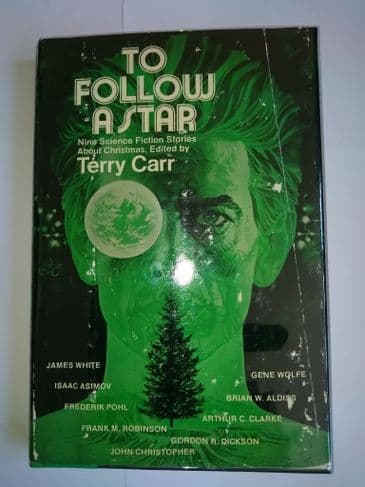 TO
FOLLOW
A STAR
Nine Science Fiction Stories
About Christmas, Edited by
Terry Carr
JAMES WHITE
GENE WOLFE
ISAAC ASIMOV
BRIAN W. ALDISS
FREDERIK POHL
ARTHUR C. CLARKE
FRANK M. ROBINSON
GORDON R. DICKSON
JOHN CHRISTOPHER